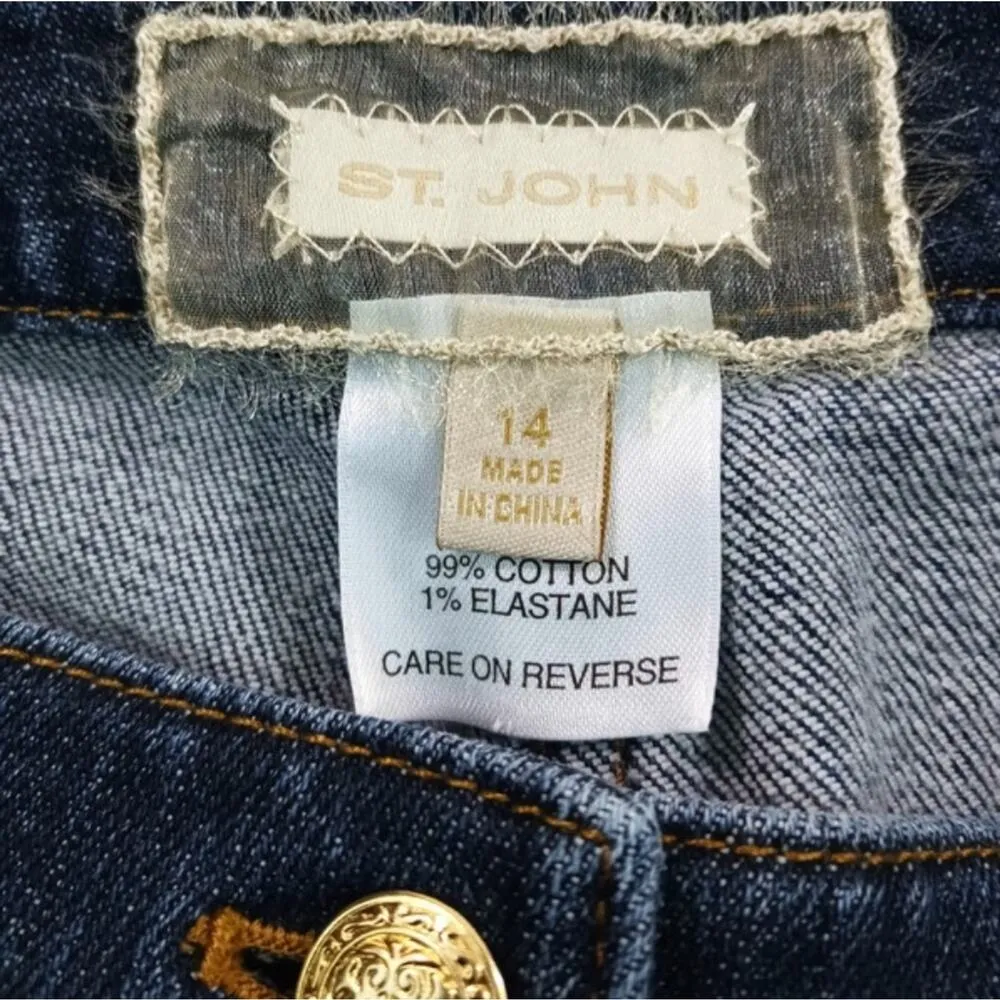 ST. JOHN
14
MADE
IN CHINA
99% COTTON
1% ELASTANE
CARE ON REVERSE